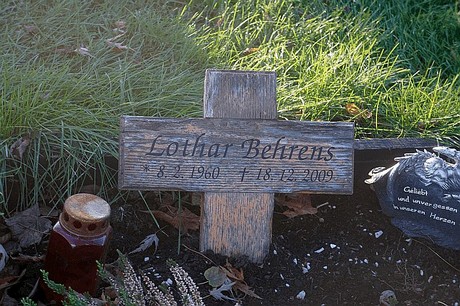 Lothar Behrens
* 8. 2. 1960 † 18. 12. 2009
Geliebt
und unvergessen
in unseren Herzen